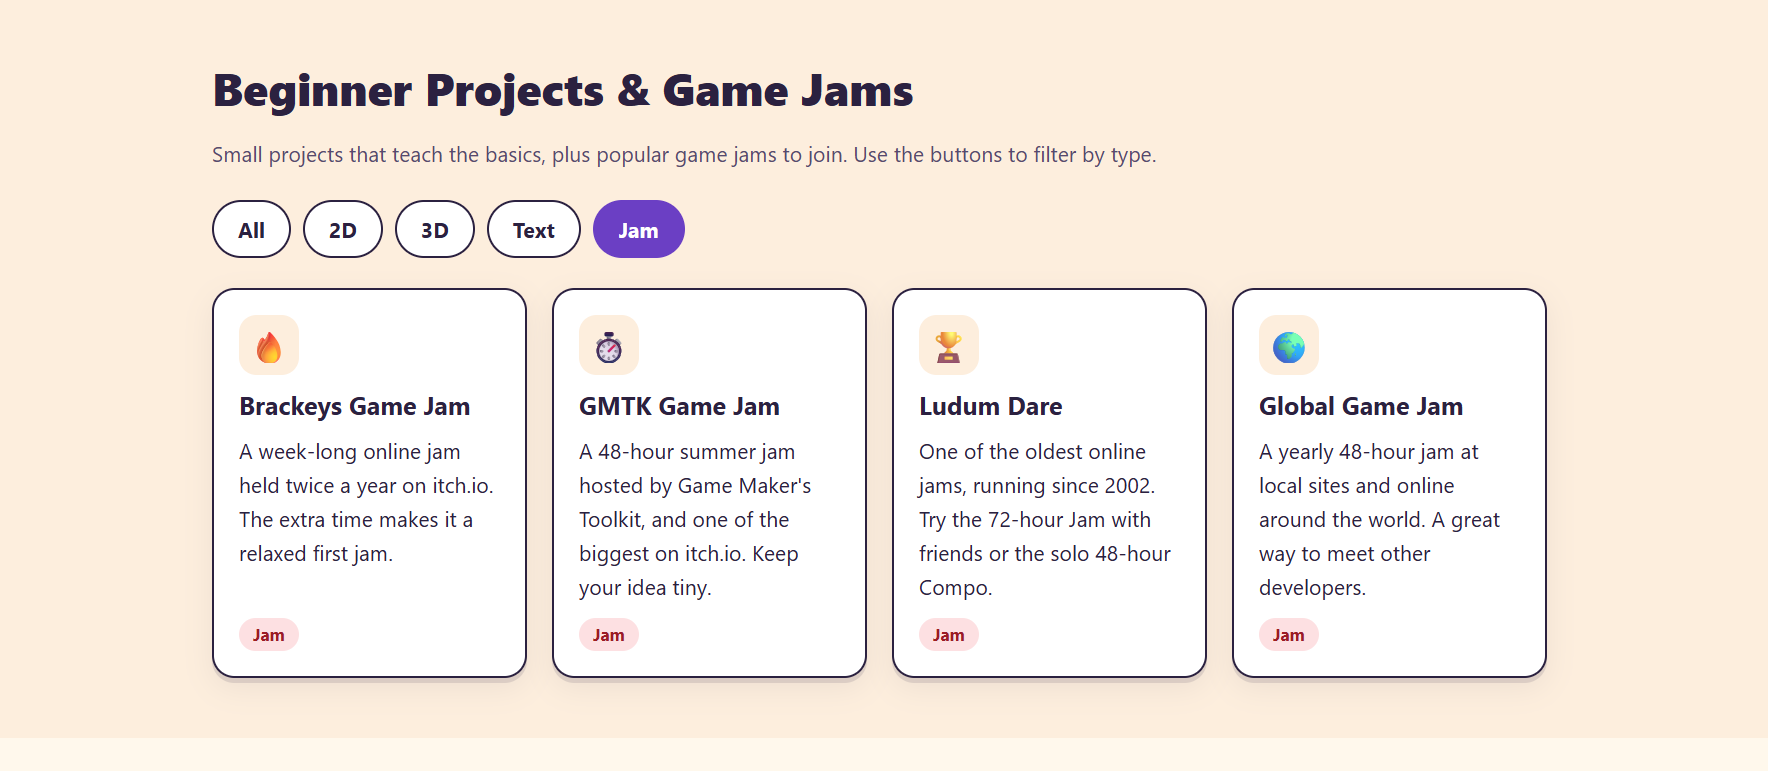 Beginner Projects & Game Jams
Small projects that teach the basics, plus popular game jams to join. Use the buttons to filter by type.
All
2D
3D
Text
Jam
Brackeys Game Jam
A week-long online jam
held twice a year on itch.io.
The extra time makes it a
relaxed first jam.
Jam
GMTK Game Jam
A 48-hour summer jam
hosted by Game Maker's
Toolkit, and one of the
biggest on itch.io. Keep
your idea tiny.
Jam
Ludum Dare
One of the oldest online
jams, running since 2002.
Try the 72-hour Jam with
friends or the solo 48-hour
Compo.
Jam
Global Game Jam
A yearly 48-hour jam at
local sites and online
around the world. A great
way to meet other
developers.
Jam